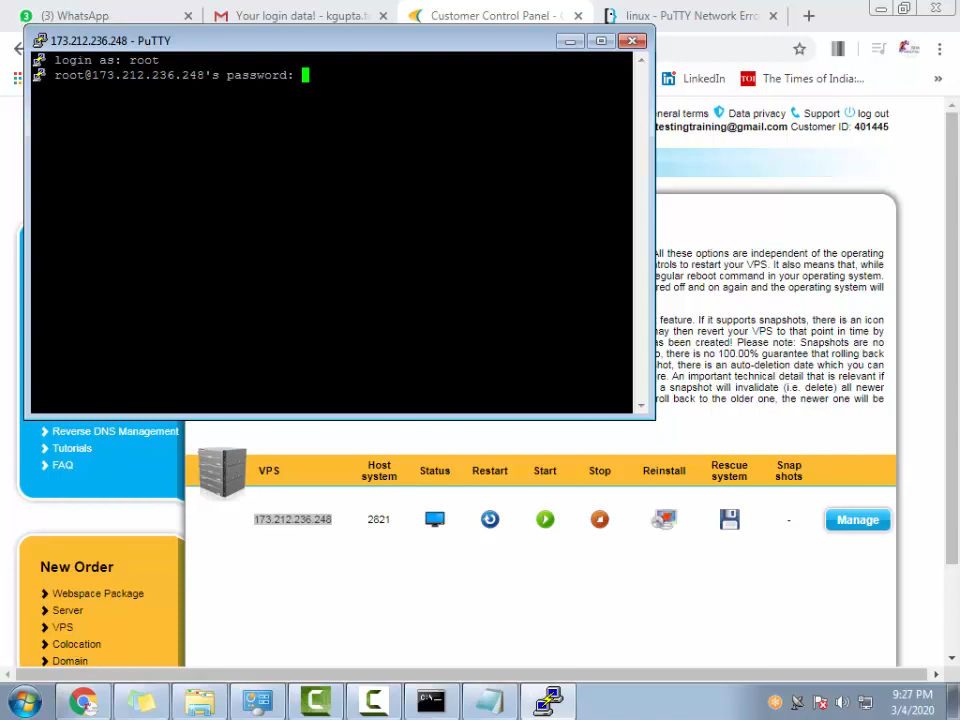 (3) WhatsApp
Your login data! - kgupta.t
Customer Control Panel - C
linux - PuTTY Network Erro
173.212.236.248 - PuTTY
login as: root
root@173.212.236.248's password:
LinkedIn
TOI
The Times of India:...
»
neral terms Data privacy Support log out
testingtraining@gmail.com Customer ID: 401445
All these options are independent of the operating
ntrols to restart your VPS. It also means that, while
regular reboot command in your operating system.
red off and on again and the operating system will
feature. If it supports snapshots, there is an icon
may then revert your VPS to that point in time by
s been created! Please note: Snapshots are no
o, there is no 100.00% guarantee that rolling back
hot, there is an auto-deletion date which you can
re. An important technical detail that is relevant if
a snapshot will invalidate (i.e. delete) all newer
roll back to the older one, the newer one will be
Reverse DNS Management
Tutorials
FAQ
VPS Host system Status Restart Start Stop Reinstall Rescue system Snap shots
173.212.236.248 2821 - Manage
New Order
Webspace Package
Server
VPS
Colocation
Domain
9:27 PM
3/4/2020